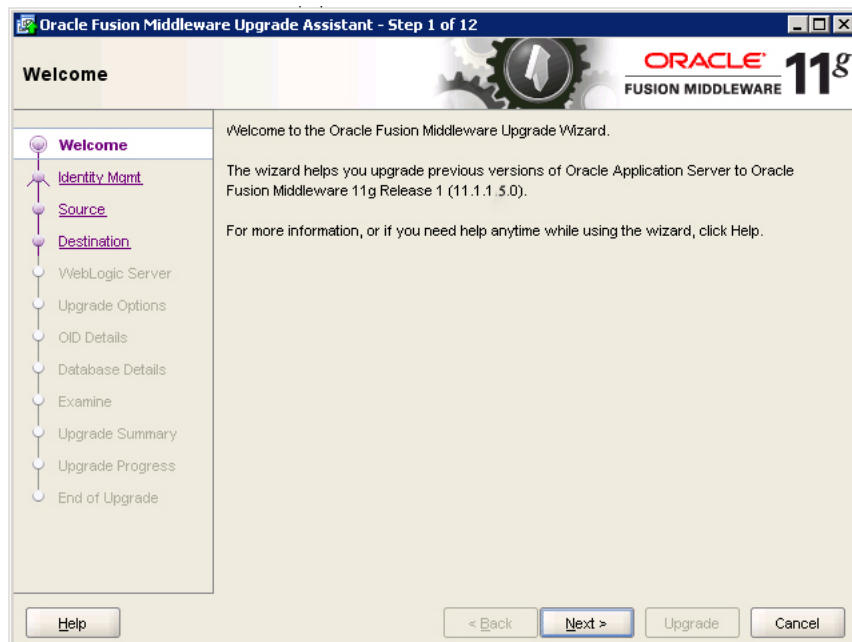 Oracle Fusion Middleware Upgrade Assistant - Step 1 of 12
Welcome
ORACLE
FUSION MIDDLEWARE
11g
Welcome
Identity Mgmt
Source
Destination
WebLogic Server
Upgrade Options
OID Details
Database Details
Examine
Upgrade Summary
Upgrade Progress
End of Upgrade
Welcome to the Oracle Fusion Middleware Upgrade Wizard.
The wizard helps you upgrade previous versions of Oracle Application Server to Oracle
Fusion Middleware 11g Release 1 (11.1.1.5.0).
For more information, or if you need help anytime while using the wizard, click Help.
Help
< Back
Next >
Upgrade
Cancel